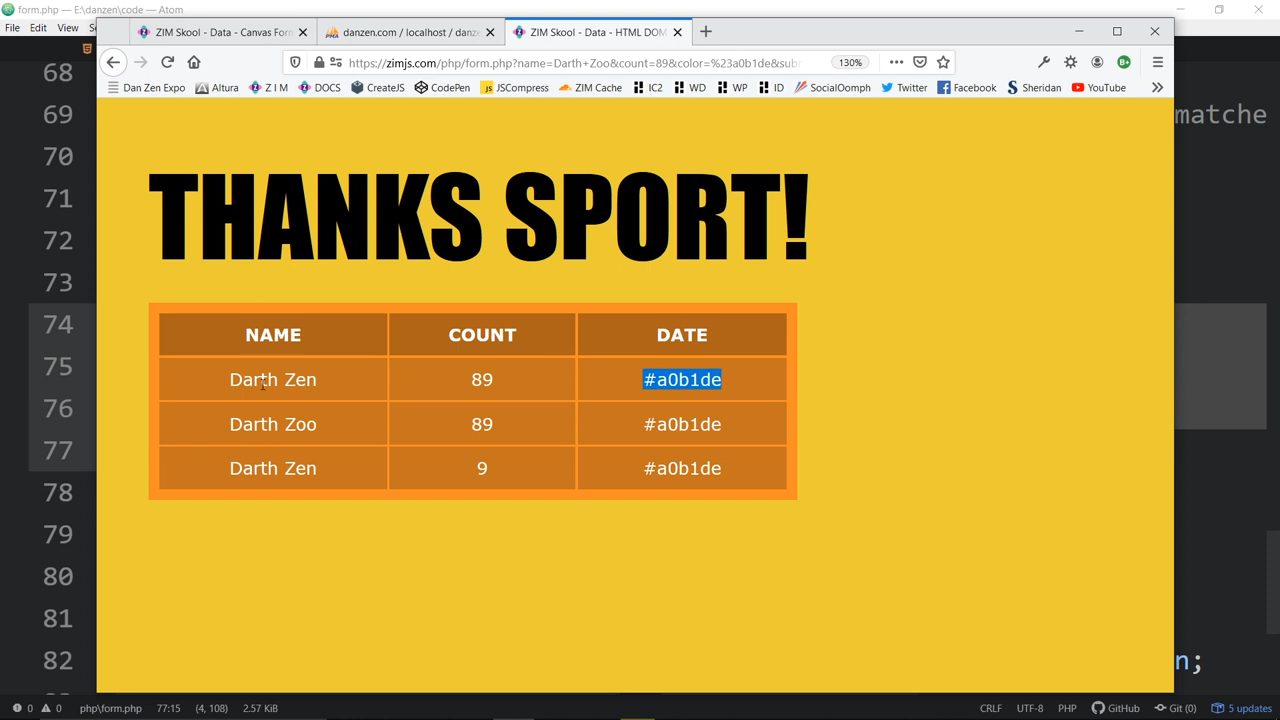 form.php — E:\danzen\code — Atom
File Edit View
ZIM Skool - Data - Canvas Forn
danzen.com / localhost / danze
ZIM Skool - Data - HTML DOM
https://zimjs.com/php/form.php?name=Darth+Zoo&count=89&color=%23a0b1de&subr
130%
Dan Zen Expo Altura Z I M DOCS CreateJS CodePen JSCompress ZIM Cache IC2 WD WP ID SocialOomph Twitter Facebook Sheridan YouTube
68
69 matche
70
71
72
73
74
75
76
77
78
79
80
81
82 n;
THANKS SPORT!
NAME COUNT DATE
Darth Zen 89 #a0b1de
Darth Zoo 89 #a0b1de
Darth Zen 9 #a0b1de
0 0 php\form.php 77:15 (4, 108) 2.57 KiB CRLF UTF-8 PHP GitHub Git (0) 5 updates